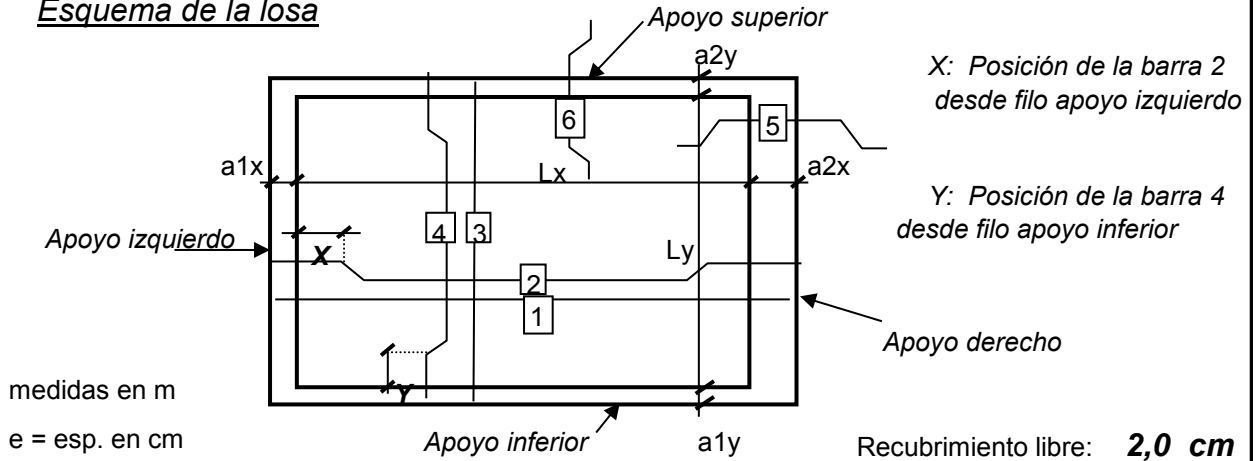 Esquema de la losa
Apoyo superior
a2y
X: Posición de la barra 2
desde filo apoyo izquierdo
6
5
a1x
Lx
a2x
Y: Posición de la barra 4
desde filo apoyo inferior
4
3
Apoyo izquierdo
X
Ly
2
1
Apoyo derecho
medidas en m
Y
e = esp. en cm
Apoyo inferior
a1y
Recubrimiento libre: 2,0 cm